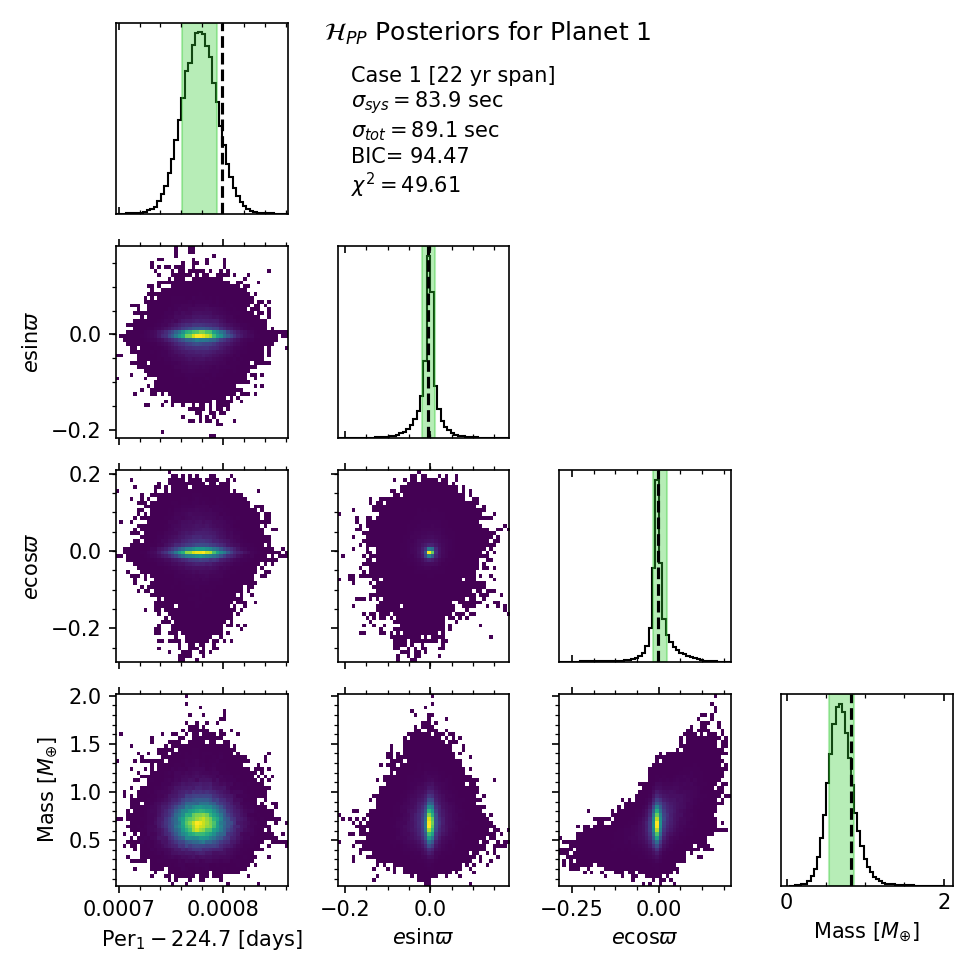 ℋ_PP Posteriors for Planet 1
Case 1 [22 yr span]
σ_sys = 83.9 sec
σ_tot = 89.1 sec
BIC= 94.47
χ² = 49.61
esinϖ
0.0
−0.2
ecosϖ
0.2
0.0
−0.2
Mass [M⊕]
2.0
1.5
1.0
0.5
0.0007 0.0008
Per₁ − 224.7 [days]
−0.2 0.0
esinϖ
−0.25 0.00
ecosϖ
0 2
Mass [M⊕]